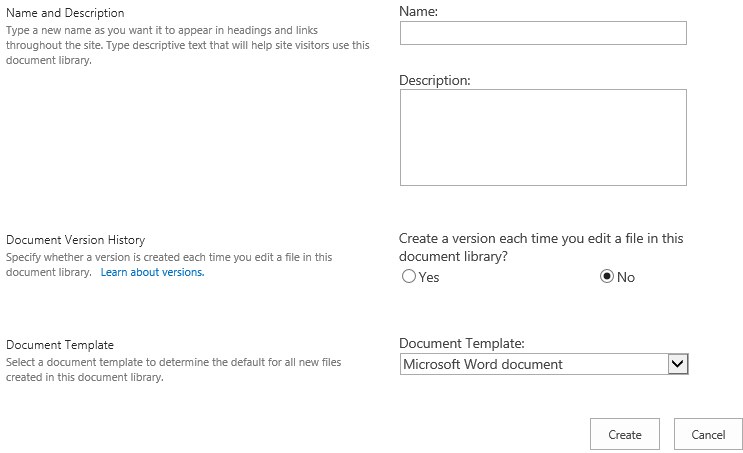 Name and Description
Type a new name as you want it to appear in headings and links
throughout the site. Type descriptive text that will help site visitors use this
document library.
Name:
Description:
Document Version History
Specify whether a version is created each time you edit a file in this
document library. Learn about versions.
Create a version each time you edit a file in this
document library?
Yes No
Document Template
Select a document template to determine the default for all new files
created in this document library.
Document Template:
Microsoft Word document
Create Cancel